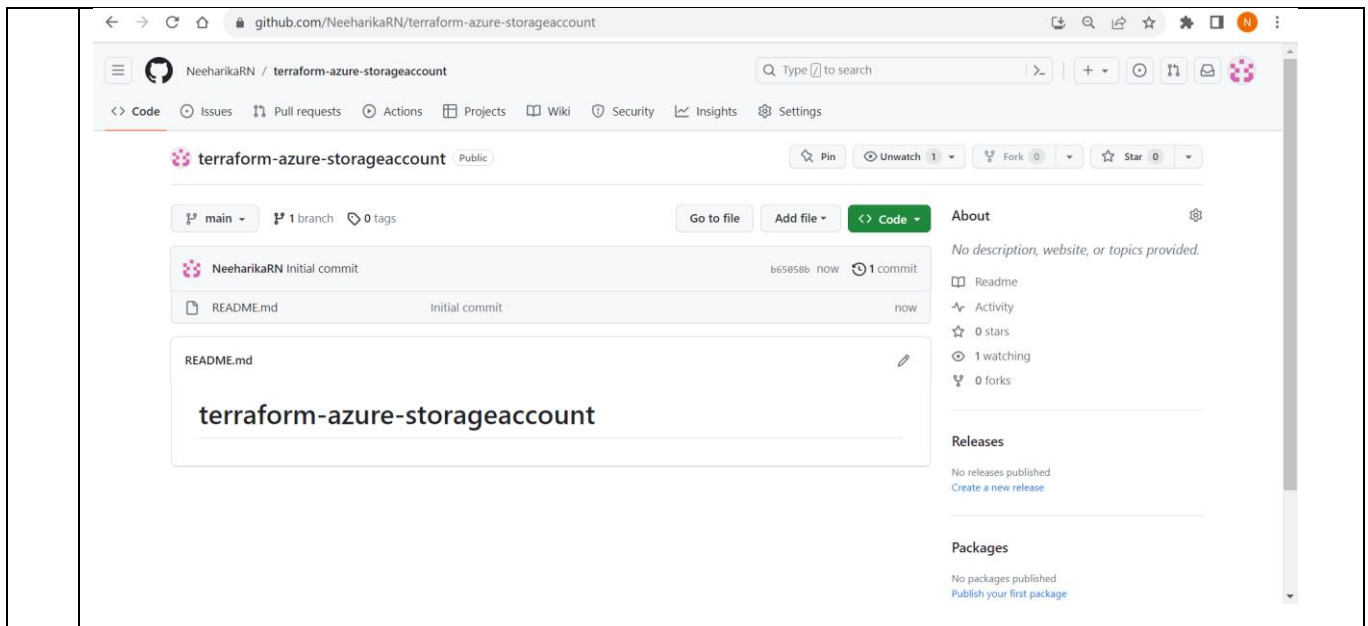 github.com/NeeharikaRN/terraform-azure-storageaccount
N
NeeharikaRN / terraform-azure-storageaccount
Type / to search
>_
+
<> Code Issues Pull requests Actions Projects Wiki Security Insights Settings
terraform-azure-storageaccount Public
Pin Unwatch 1 Fork 0 Star 0
main 1 branch 0 tags Go to file Add file <> Code
NeeharikaRN Initial commit b65058b now 1 commit
README.md Initial commit now
README.md
terraform-azure-storageaccount
About
No description, website, or topics provided.
Readme
Activity
0 stars
1 watching
0 forks
Releases
No releases published
Create a new release
Packages
No packages published
Publish your first package